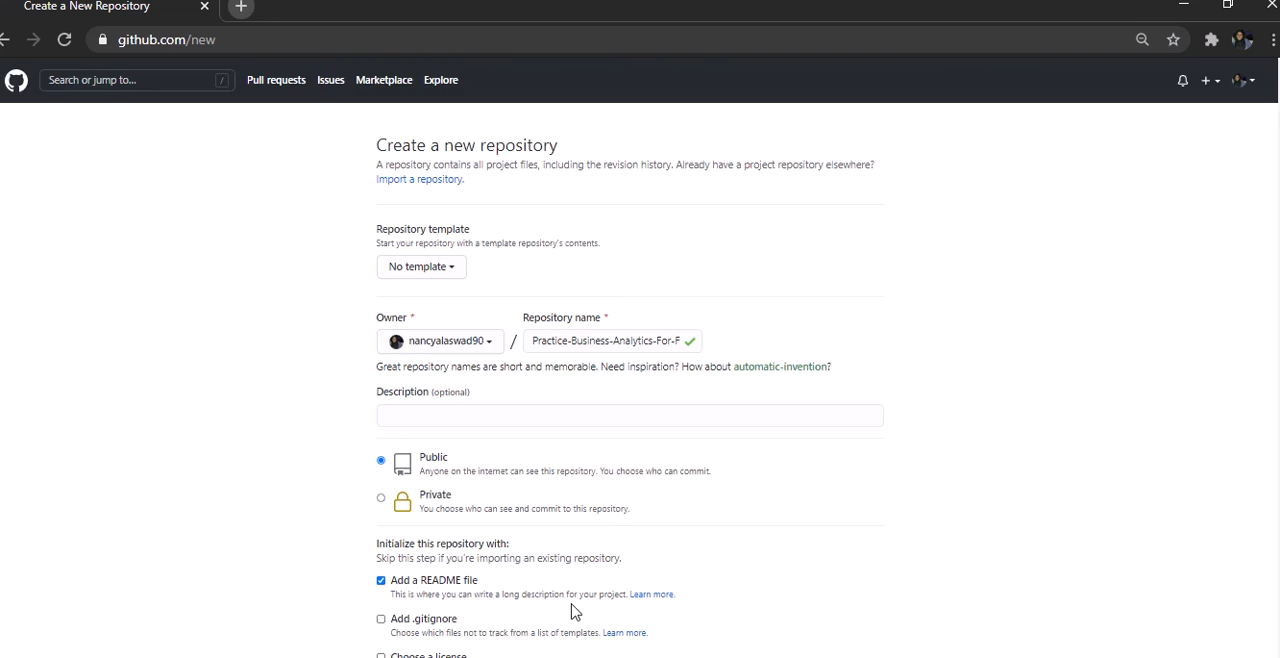 Create a New Repository
github.com/new
Search or jump to...
/
Pull requests
Issues
Marketplace
Explore
Create a new repository
A repository contains all project files, including the revision history. Already have a project repository elsewhere?
Import a repository.
Repository template
Start your repository with a template repository's contents.
No template
Owner *
Repository name *
nancyalaswad90
/
Practice-Business-Analytics-For-F
Great repository names are short and memorable. Need inspiration? How about automatic-invention?
Description (optional)
Public
Anyone on the internet can see this repository. You choose who can commit.
Private
You choose who can see and commit to this repository.
Initialize this repository with:
Skip this step if you're importing an existing repository.
Add a README file
This is where you can write a long description for your project. Learn more.
Add .gitignore
Choose which files not to track from a list of templates. Learn more.
Choose a license